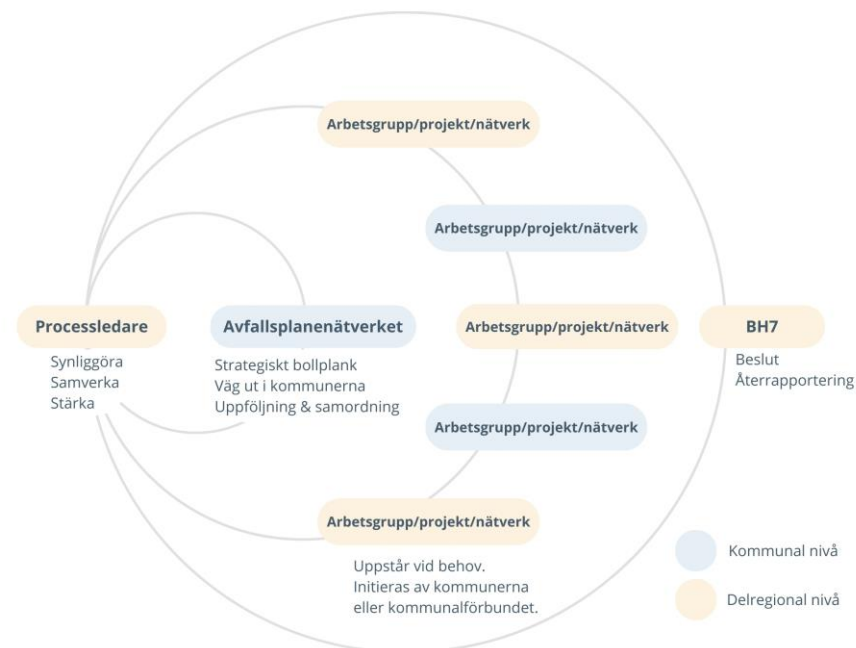 Arbetsgrupp/projekt/nätverk
Arbetsgrupp/projekt/nätverk
Processledare
Synliggöra
Samverka
Stärka
Avfallsplanenätverket
Strategiskt bollplank
Väg ut i kommunerna
Uppföljning & samordning
Arbetsgrupp/projekt/nätverk
BH7
Beslut
Återrapportering
Arbetsgrupp/projekt/nätverk
Arbetsgrupp/projekt/nätverk
Uppstår vid behov.
Initieras av kommunerna
eller kommunalförbundet.
Kommunal nivå
Delregional nivå